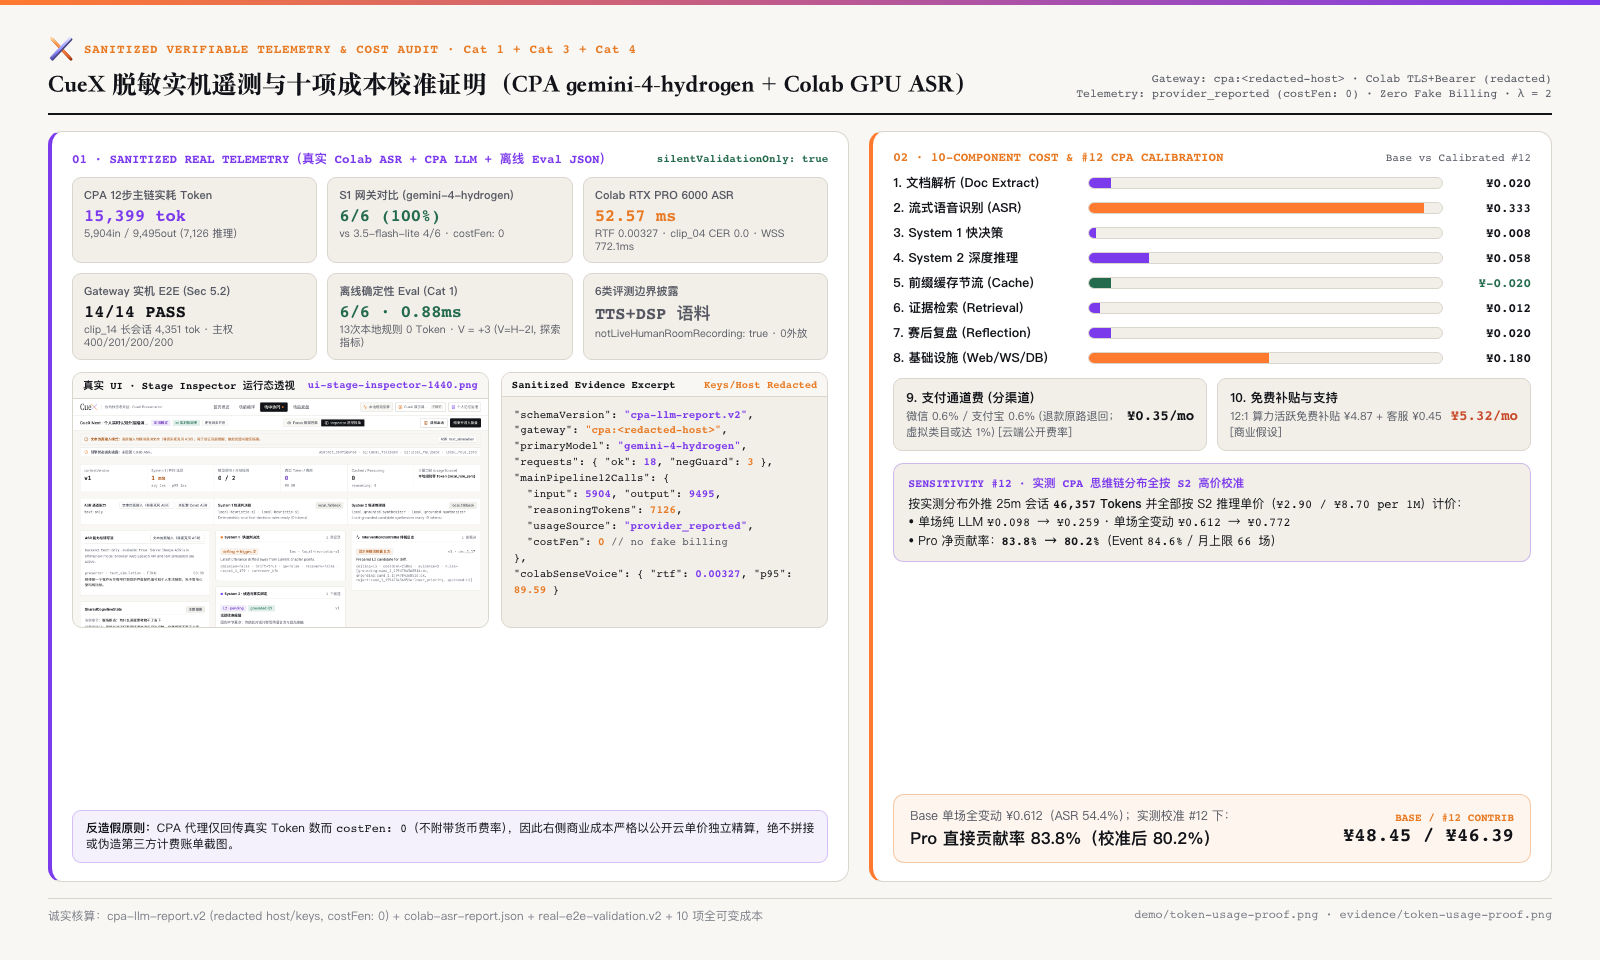 SANITIZED VERIFIABLE TELEMETRY & COST AUDIT · Cat 1 + Cat 3 + Cat 4
CueX 脱敏实机遥测与十项成本校准证明（CPA gemini-4-hydrogen + Colab GPU ASR）
Gateway: cpa:<redacted-host> · Colab TLS+Bearer (redacted)
Telemetry: provider_reported (costFen: 0) · Zero Fake Billing · λ = 2
01 · SANITIZED REAL TELEMETRY (真实 Colab ASR + CPA LLM + 离线 Eval JSON)
silentValidationOnly: true
CPA 12步主链实耗 Token
15,399 tok
5,904in / 9,495out (7,126 推理)
S1 网关对比 (gemini-4-hydrogen)
6/6 (100%)
vs 3.5-flash-lite 4/6 · costFen: 0
Colab RTX PRO 6000 ASR
52.57 ms
RTF 0.00327 · clip_04 CER 0.0 · WSS
772.1ms
Gateway 实机 E2E (Sec 5.2)
14/14 PASS
clip_14 长会话 4,351 tok · 主权
400/201/200/200
离线确定性 Eval (Cat 1)
6/6 · 0.88ms
13次本地规则 0 Token · V = +3 (V=H-2I, 探索
指标)
6类评测边界披露
TTS+DSP 语料
notLiveHumanRoomRecording: true · 0外放
真实 UI · Stage Inspector 运行态透视
ui-stage-inspector-1440.png
CueX
v1
1 ms
0 / 2
0
0
Sanitized Evidence Excerpt
Keys/Host Redacted
"schemaVersion": "cpa-llm-report.v2",
"gateway": "cpa:<redacted-host>",
"primaryModel": "gemini-4-hydrogen",
"requests": { "ok": 18, "negGuard": 3 },
"mainPipeline12Calls": {
"input": 5904, "output": 9495,
"reasoningTokens": 7126,
"usageSource": "provider_reported",
"costFen": 0 // no fake billing
},
"colabSenseVoice": { "rtf": 0.00327, "p95":
89.59 }
反造假原则：CPA 代理仅回传真实 Token 数而 costFen: 0（不附带货币费率），因此右侧商业成本严格以公开云单价独立精算，绝不拼接
或伪造第三方计费账单截图。
02 · 10-COMPONENT COST & #12 CPA CALIBRATION
Base vs Calibrated #12
1. 文档解析 (Doc Extract) ¥0.020
2. 流式语音识别 (ASR) ¥0.333
3. System 1 快决策 ¥0.008
4. System 2 深度推理 ¥0.058
5. 前缀缓存节流 (Cache) ¥-0.020
6. 证据检索 (Retrieval) ¥0.012
7. 赛后复盘 (Reflection) ¥0.020
8. 基础设施 (Web/WS/DB) ¥0.180
9. 支付通道费 (分渠道)
微信 0.6% / 支付宝 0.6% (退款原路退回；
虚拟类目或达 1%) [云端公开费率]
¥0.35/mo
10. 免费补贴与支持
12:1 算力活跃免费补贴 ¥4.87 + 客服 ¥0.45
[商业假设]
¥5.32/mo
SENSITIVITY #12 · 实测 CPA 思维链分布全按 S2 高价校准
按实测分布外推 25m 会话 46,357 Tokens 并全部按 S2 推理单价（¥2.90 / ¥8.70 per 1M）计价：
• 单场纯 LLM ¥0.098 → ¥0.259 · 单场全变动 ¥0.612 → ¥0.772
• Pro 净贡献率：83.8% → 80.2%（Event 84.6% / 月上限 66 场）
Base 单场全变动 ¥0.612（ASR 54.4%）；实测校准 #12 下：
Pro 直接贡献率 83.8%（校准后 80.2%）
BASE / #12 CONTRIB
¥48.45 / ¥46.39
诚实核算：cpa-llm-report.v2 (redacted host/keys, costFen: 0) + colab-asr-report.json + real-e2e-validation.v2 + 10 项全可变成本
demo/token-usage-proof.png · evidence/token-usage-proof.png